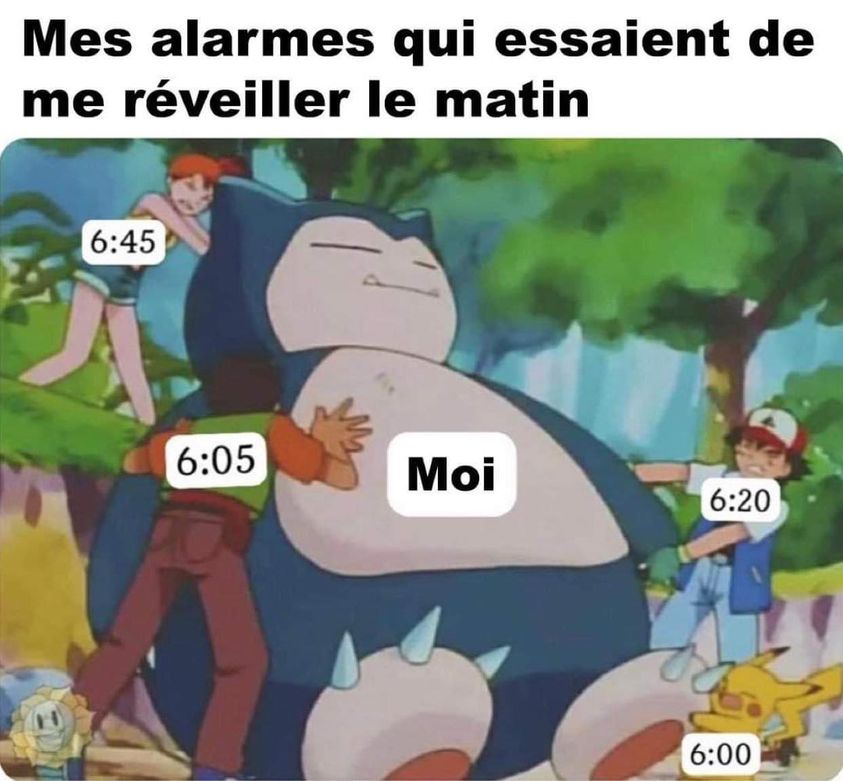 Mes alarmes qui essaient de
me réveiller le matin
6:45
6:05
Moi
6:20
6:00